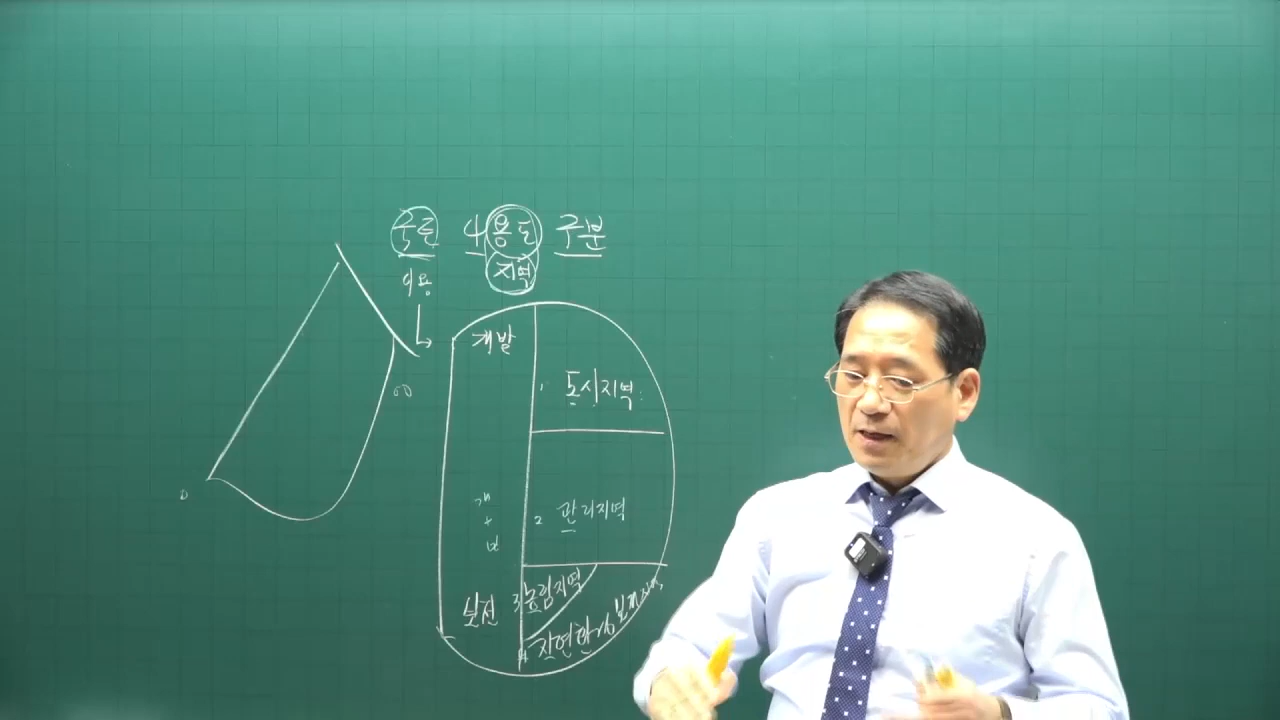 국토 4용도 구분
지역
이용
개발
1 도시지역
개
+
보
2 관리지역
보전
3 농림지역
4 자연환경보전지역